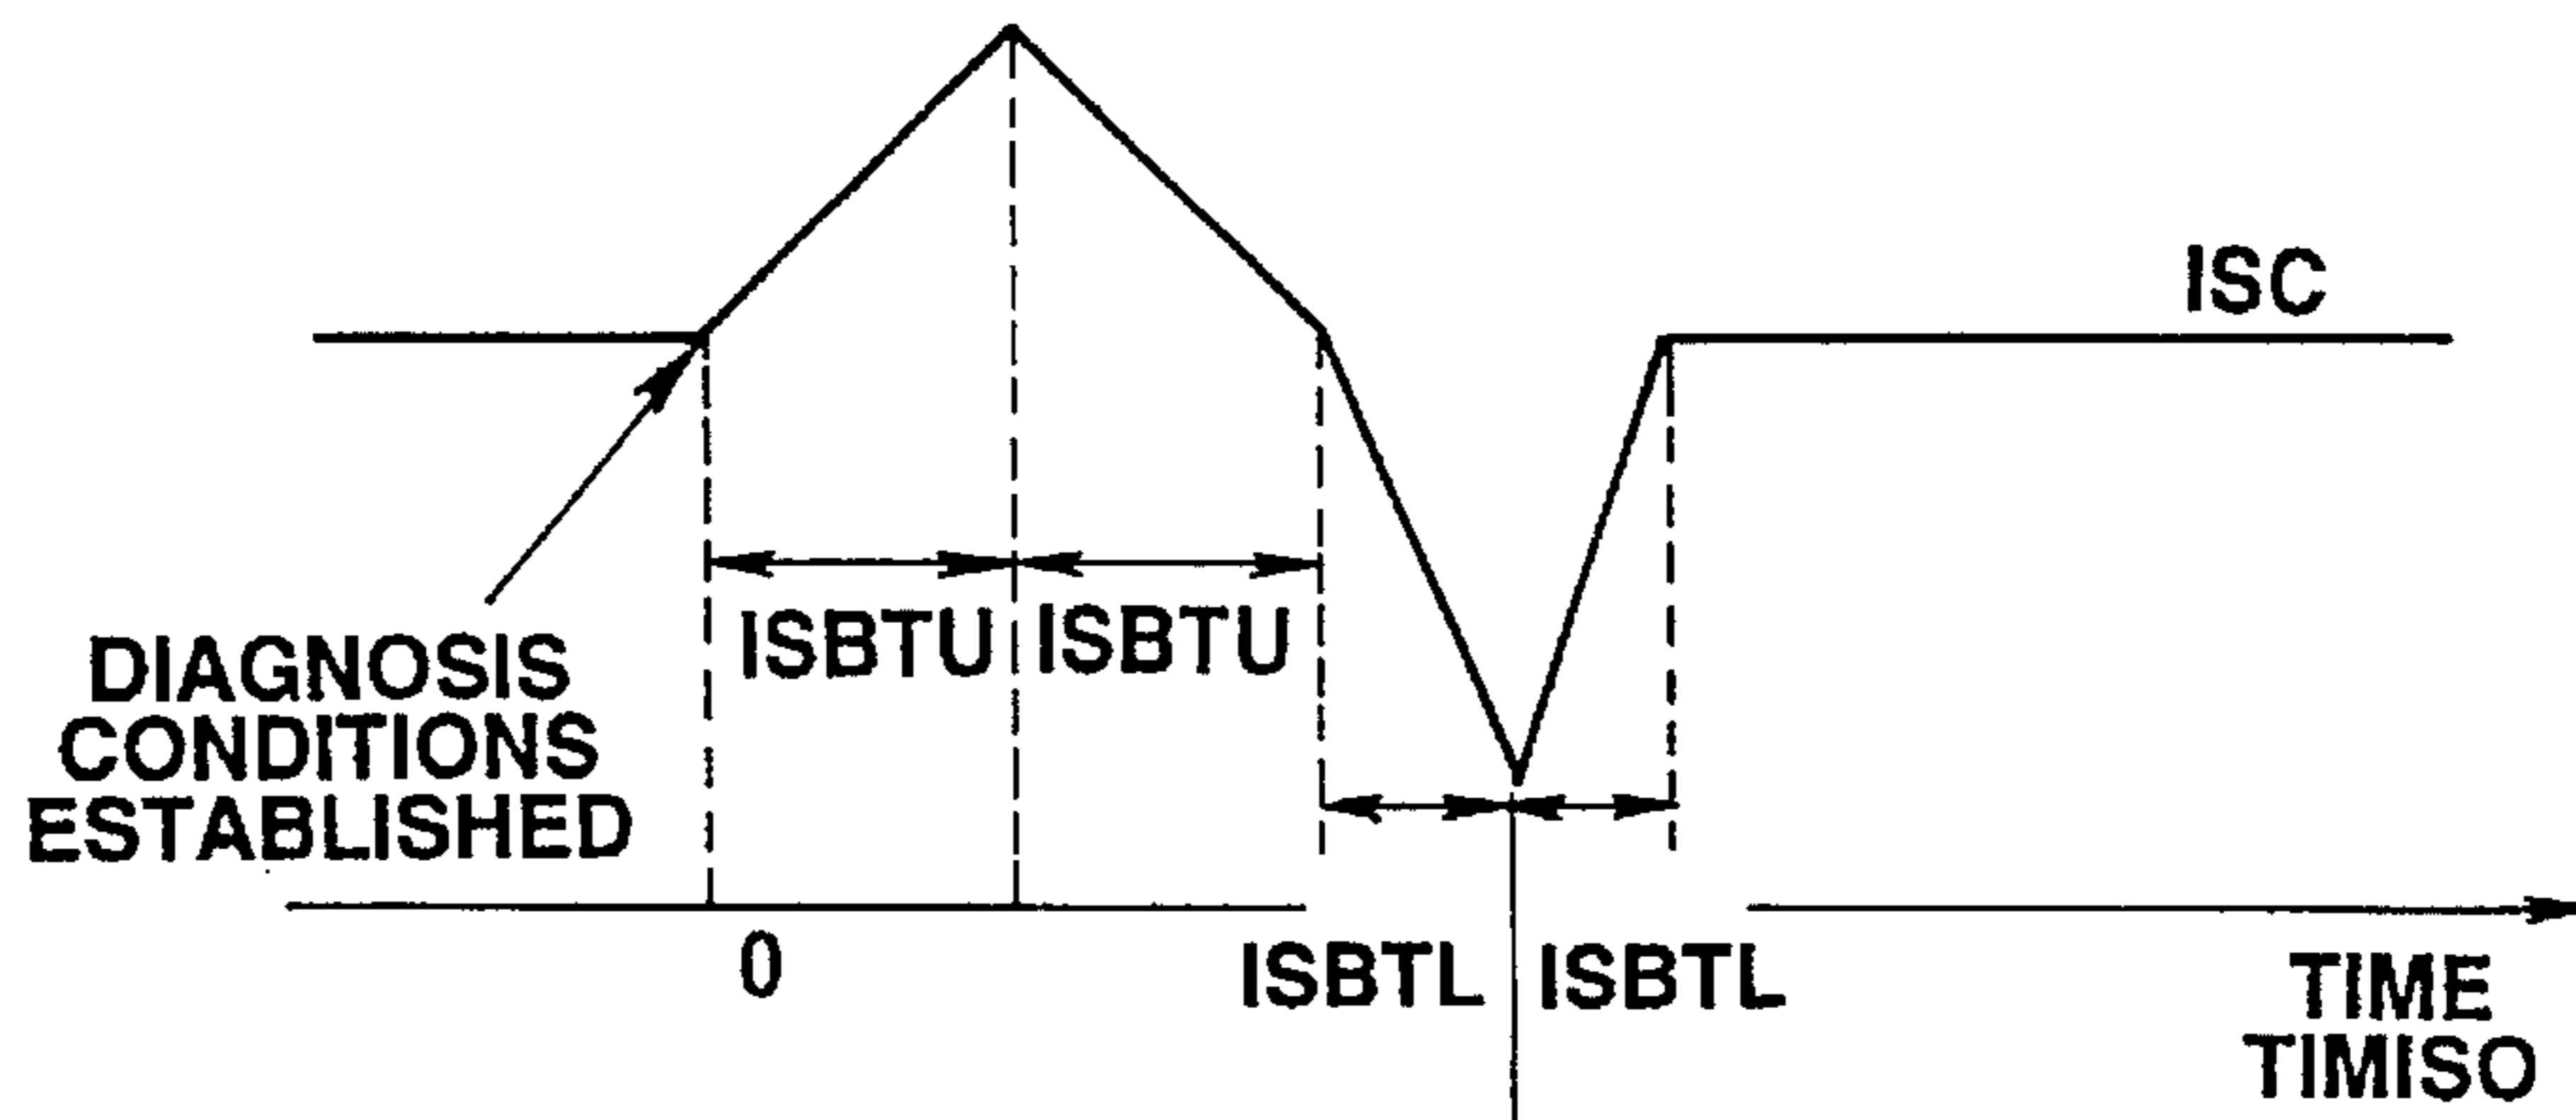 ISC
ISBTU ISBTU
DIAGNOSIS
CONDITIONS
ESTABLISHED
0
ISBTL ISBTL
TIME
TIMISO